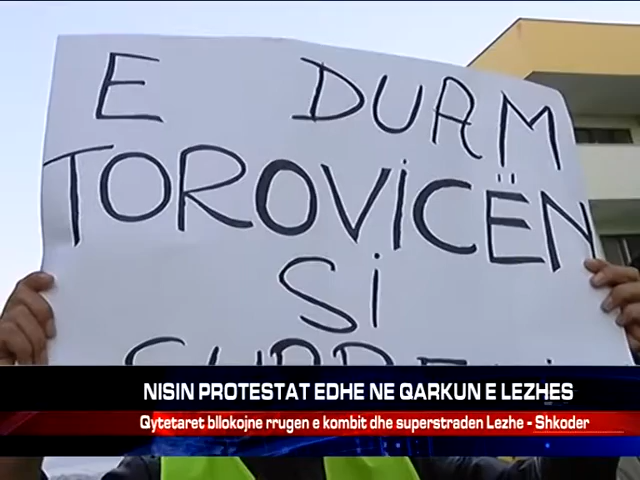 E DUAM
TOROVICËN
SI
NISIN PROTESTAT EDHE NE QARKUN E LEZHES
Qytetaret bllokojne rrugen e kombit dhe superstraden Lezhe - Shkoder